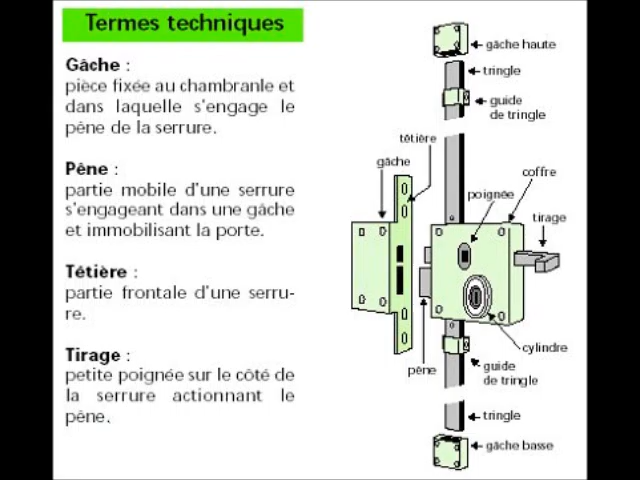 Termes techniques
Gâche :
pièce fixée au chambranle et
dans laquelle s'engage le
pêne de la serrure.
Pêne :
partie mobile d'une serrure
s'engageant dans une gâche
et immobilisant la porte.
Tétière :
partie frontale d'une serru-
re.
Tirage :
petite poignée sur le côté de
la serrure actionnant le
pêne.
gâche haute
tringle
guide
de tringle
têtière
gâche
coffre
poignée
tirage
cylindre
pêne
guide
de tringle
tringle
gâche basse